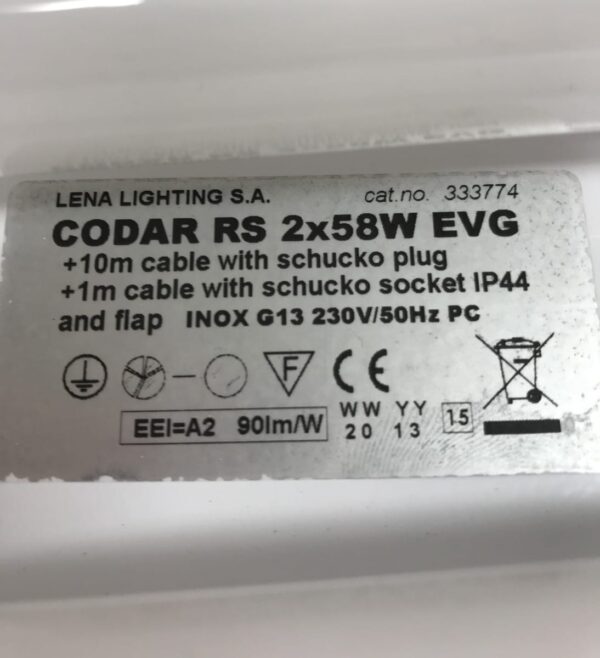 LENA LIGHTING S.A. cat.no. 333774
CODAR RS 2x58W EVG
+10m cable with schucko plug
+1m cable with schucko socket IP44
and flap INOX G13 230V/50Hz PC
F CE
EEI=A2 90lm/W WW YY 15
20 13